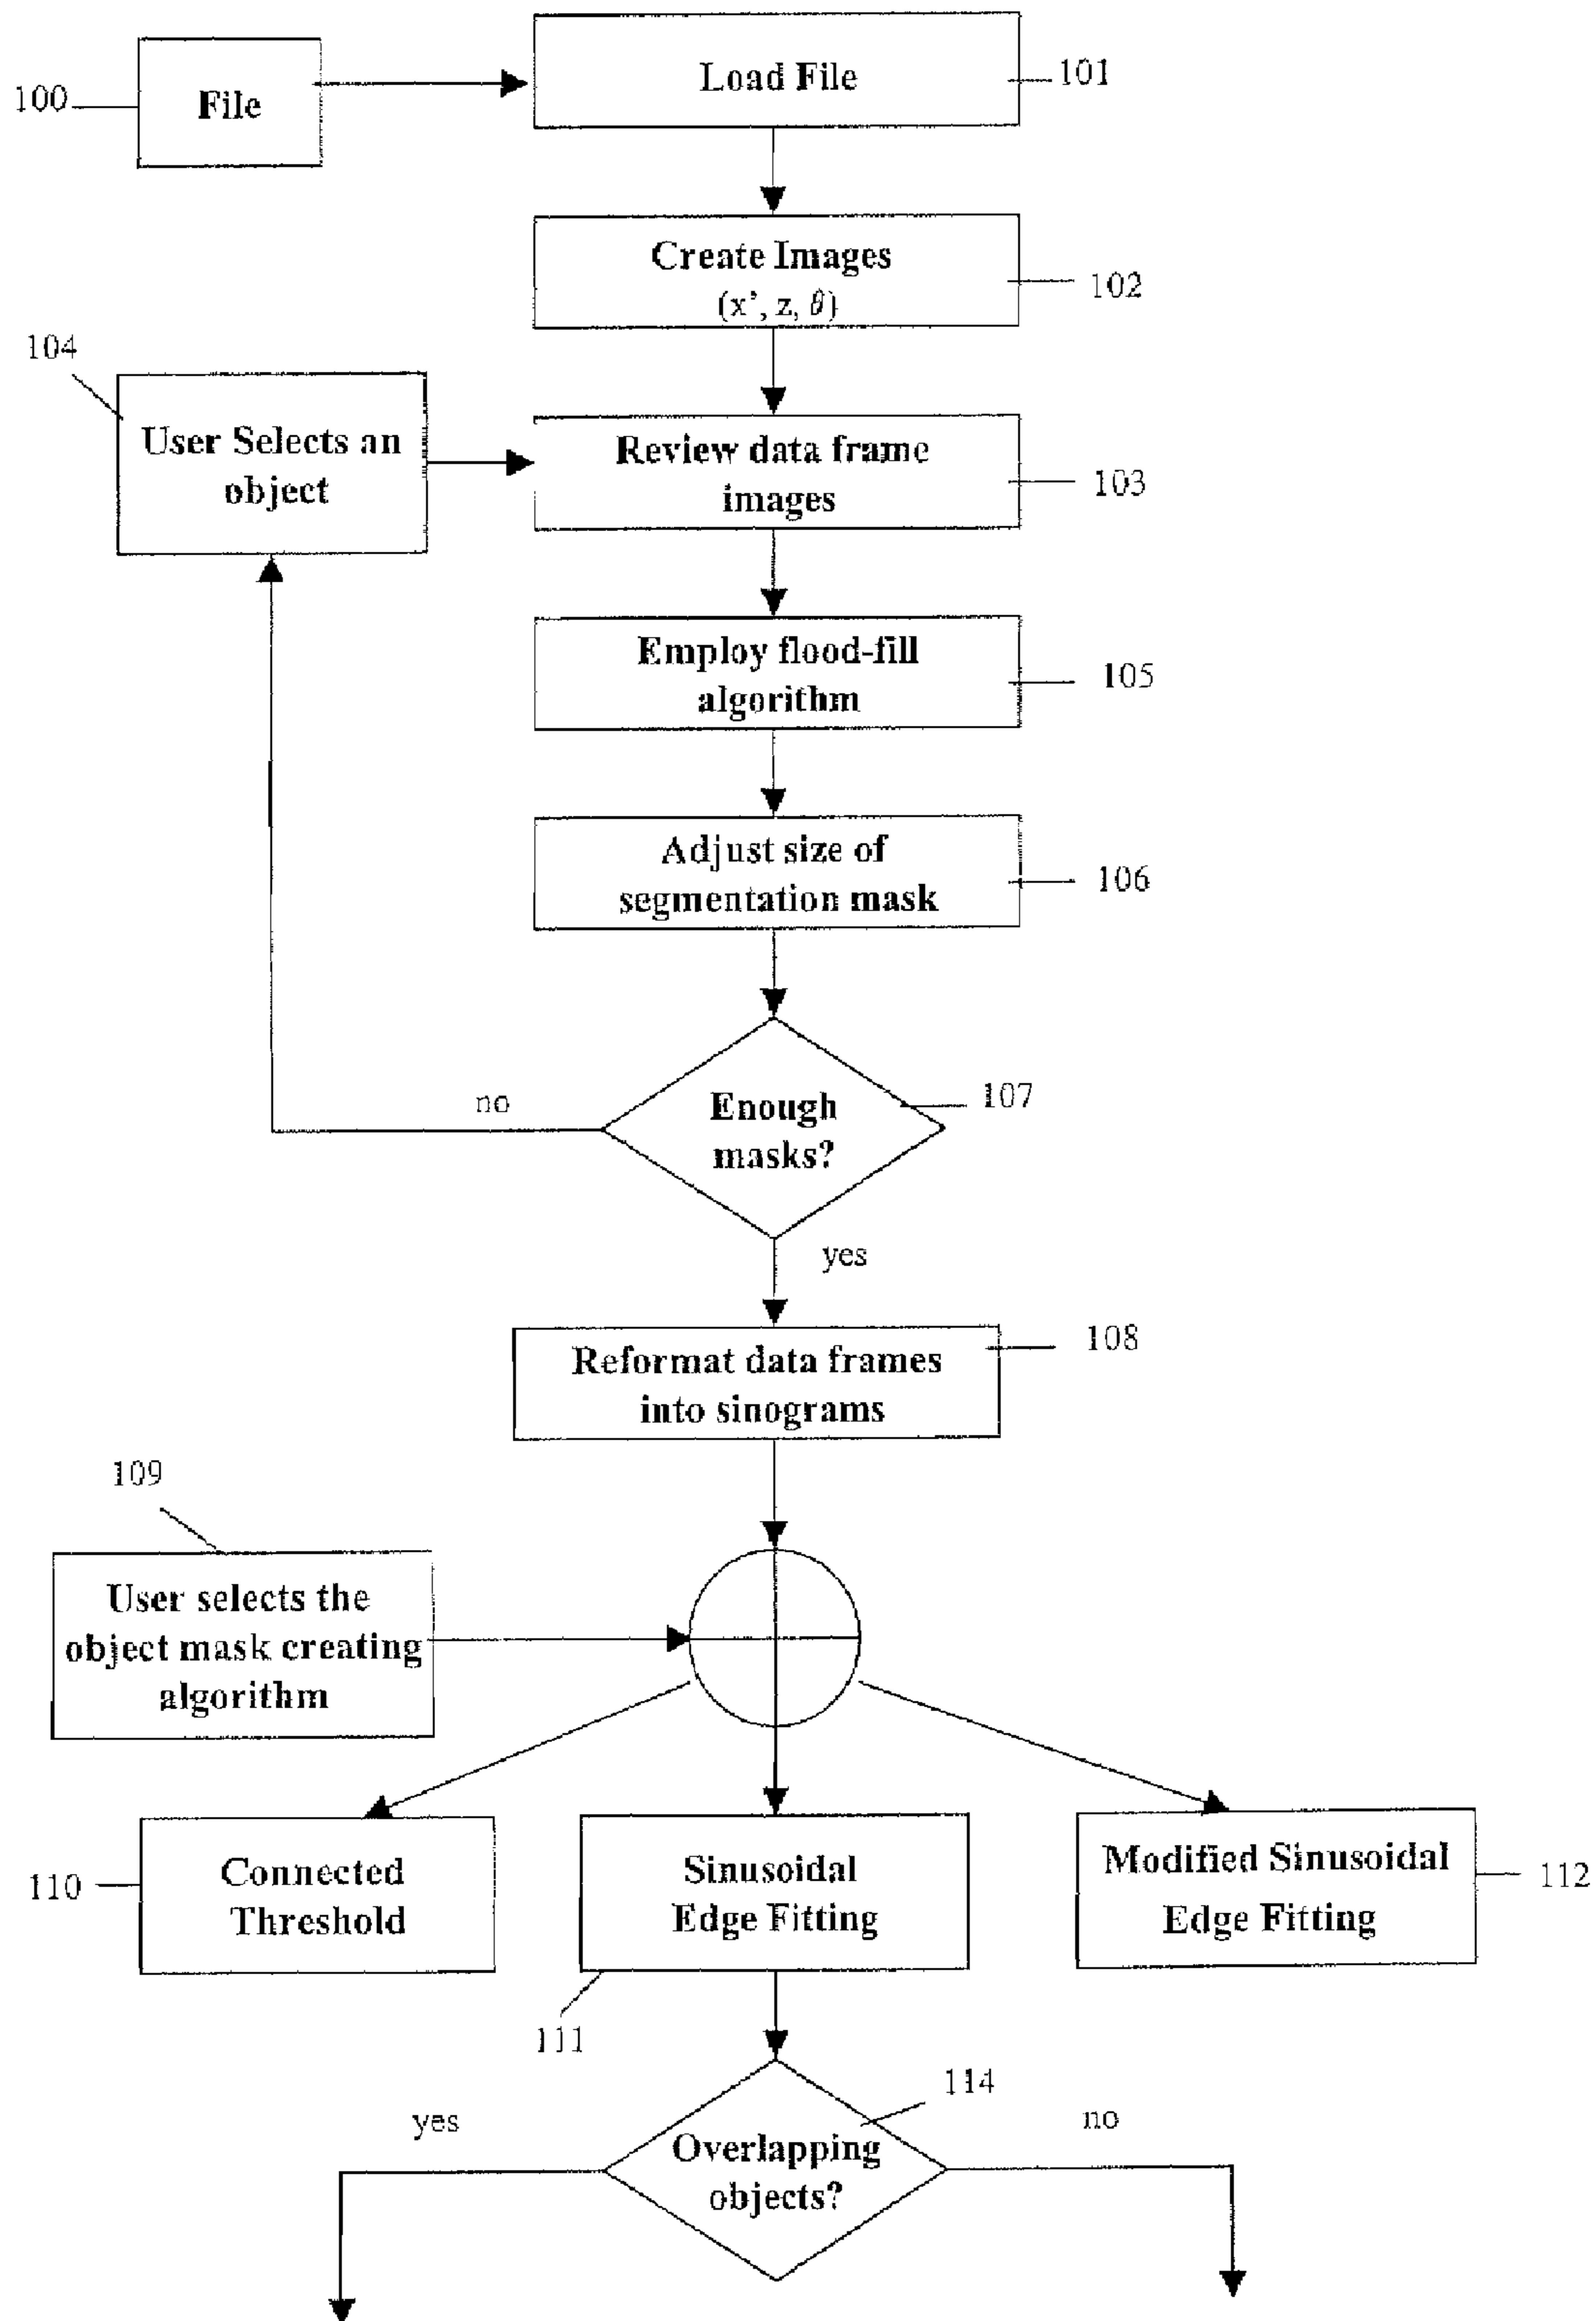 100
File
Load File
101
Create Images
(x', z, θ)
102
104
User Selects an
object
Review data frame
images
103
Employ flood-fill
algorithm
105
Adjust size of
segmentation mask
106
Enough
masks?
107
no
yes
Reformat data frames
into sinograms
108
109
User selects the
object mask creating
algorithm
110
Connected
Threshold
Sinusoidal
Edge Fitting
111
Modified Sinusoidal
Edge Fitting
112
114
Overlapping
objects?
yes
no